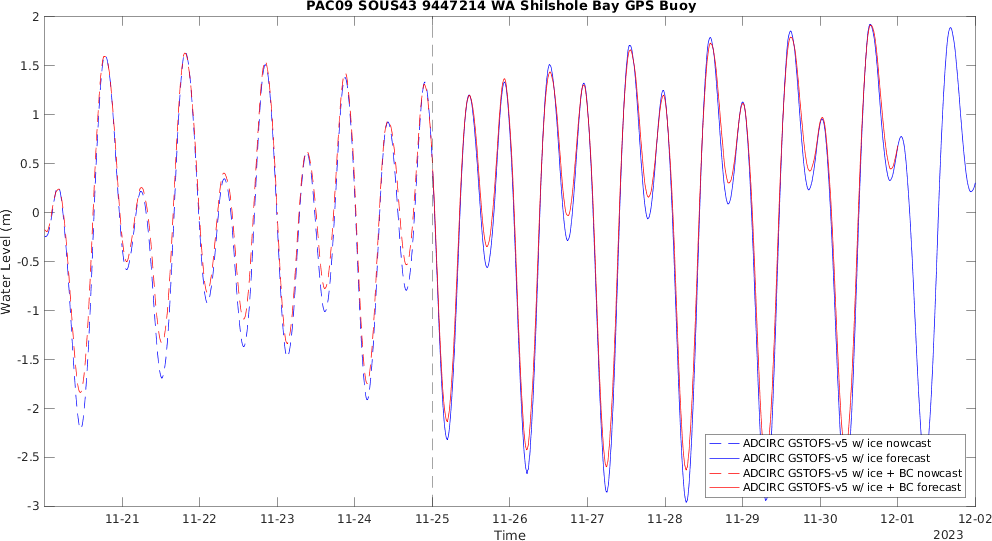 PAC09 SOUS43 9447214 WA Shilshole Bay GPS Buoy
2
1.5
1
0.5
0
-0.5
-1
-1.5
-2
-2.5
-3
Water Level (m)
ADCIRC GSTOFS-v5 w/ ice nowcast
ADCIRC GSTOFS-v5 w/ ice forecast
ADCIRC GSTOFS-v5 w/ ice + BC nowcast
ADCIRC GSTOFS-v5 w/ ice + BC forecast
11-21 11-22 11-23 11-24 11-25 11-26 11-27 11-28 11-29 11-30 12-01 12-02
Time
2023